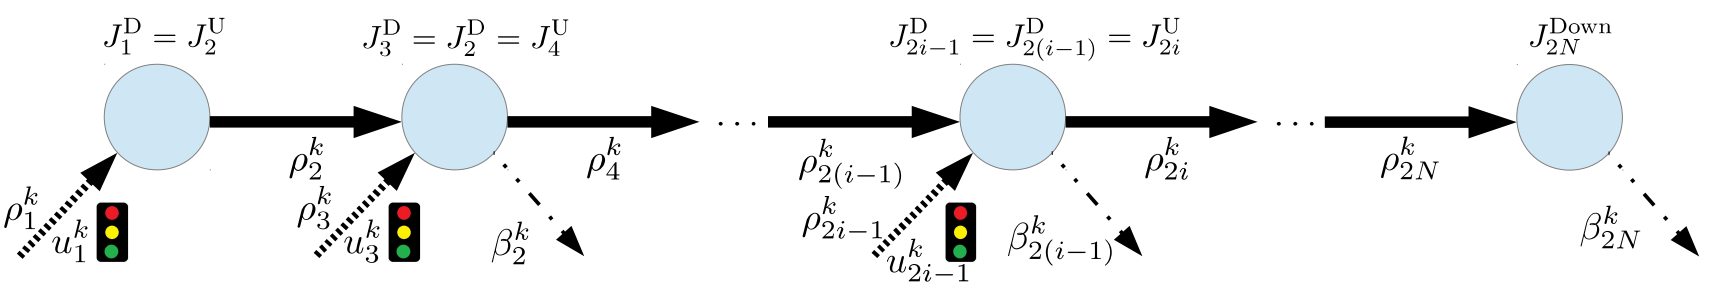 J_1^D = J_2^U
J_3^D = J_2^D = J_4^U
J_{2i−1}^D = J_{2(i−1)}^D = J_{2i}^U
J_{2N}^{Down}
ρ_2^k
ρ_4^k
...
ρ_{2(i−1)}^k
ρ_{2i}^k
...
ρ_{2N}^k
ρ_1^k
u_1^k
ρ_3^k
u_3^k
β_2^k
ρ_{2i−1}^k
u_{2i−1}^k
β_{2(i−1)}^k
β_{2N}^k